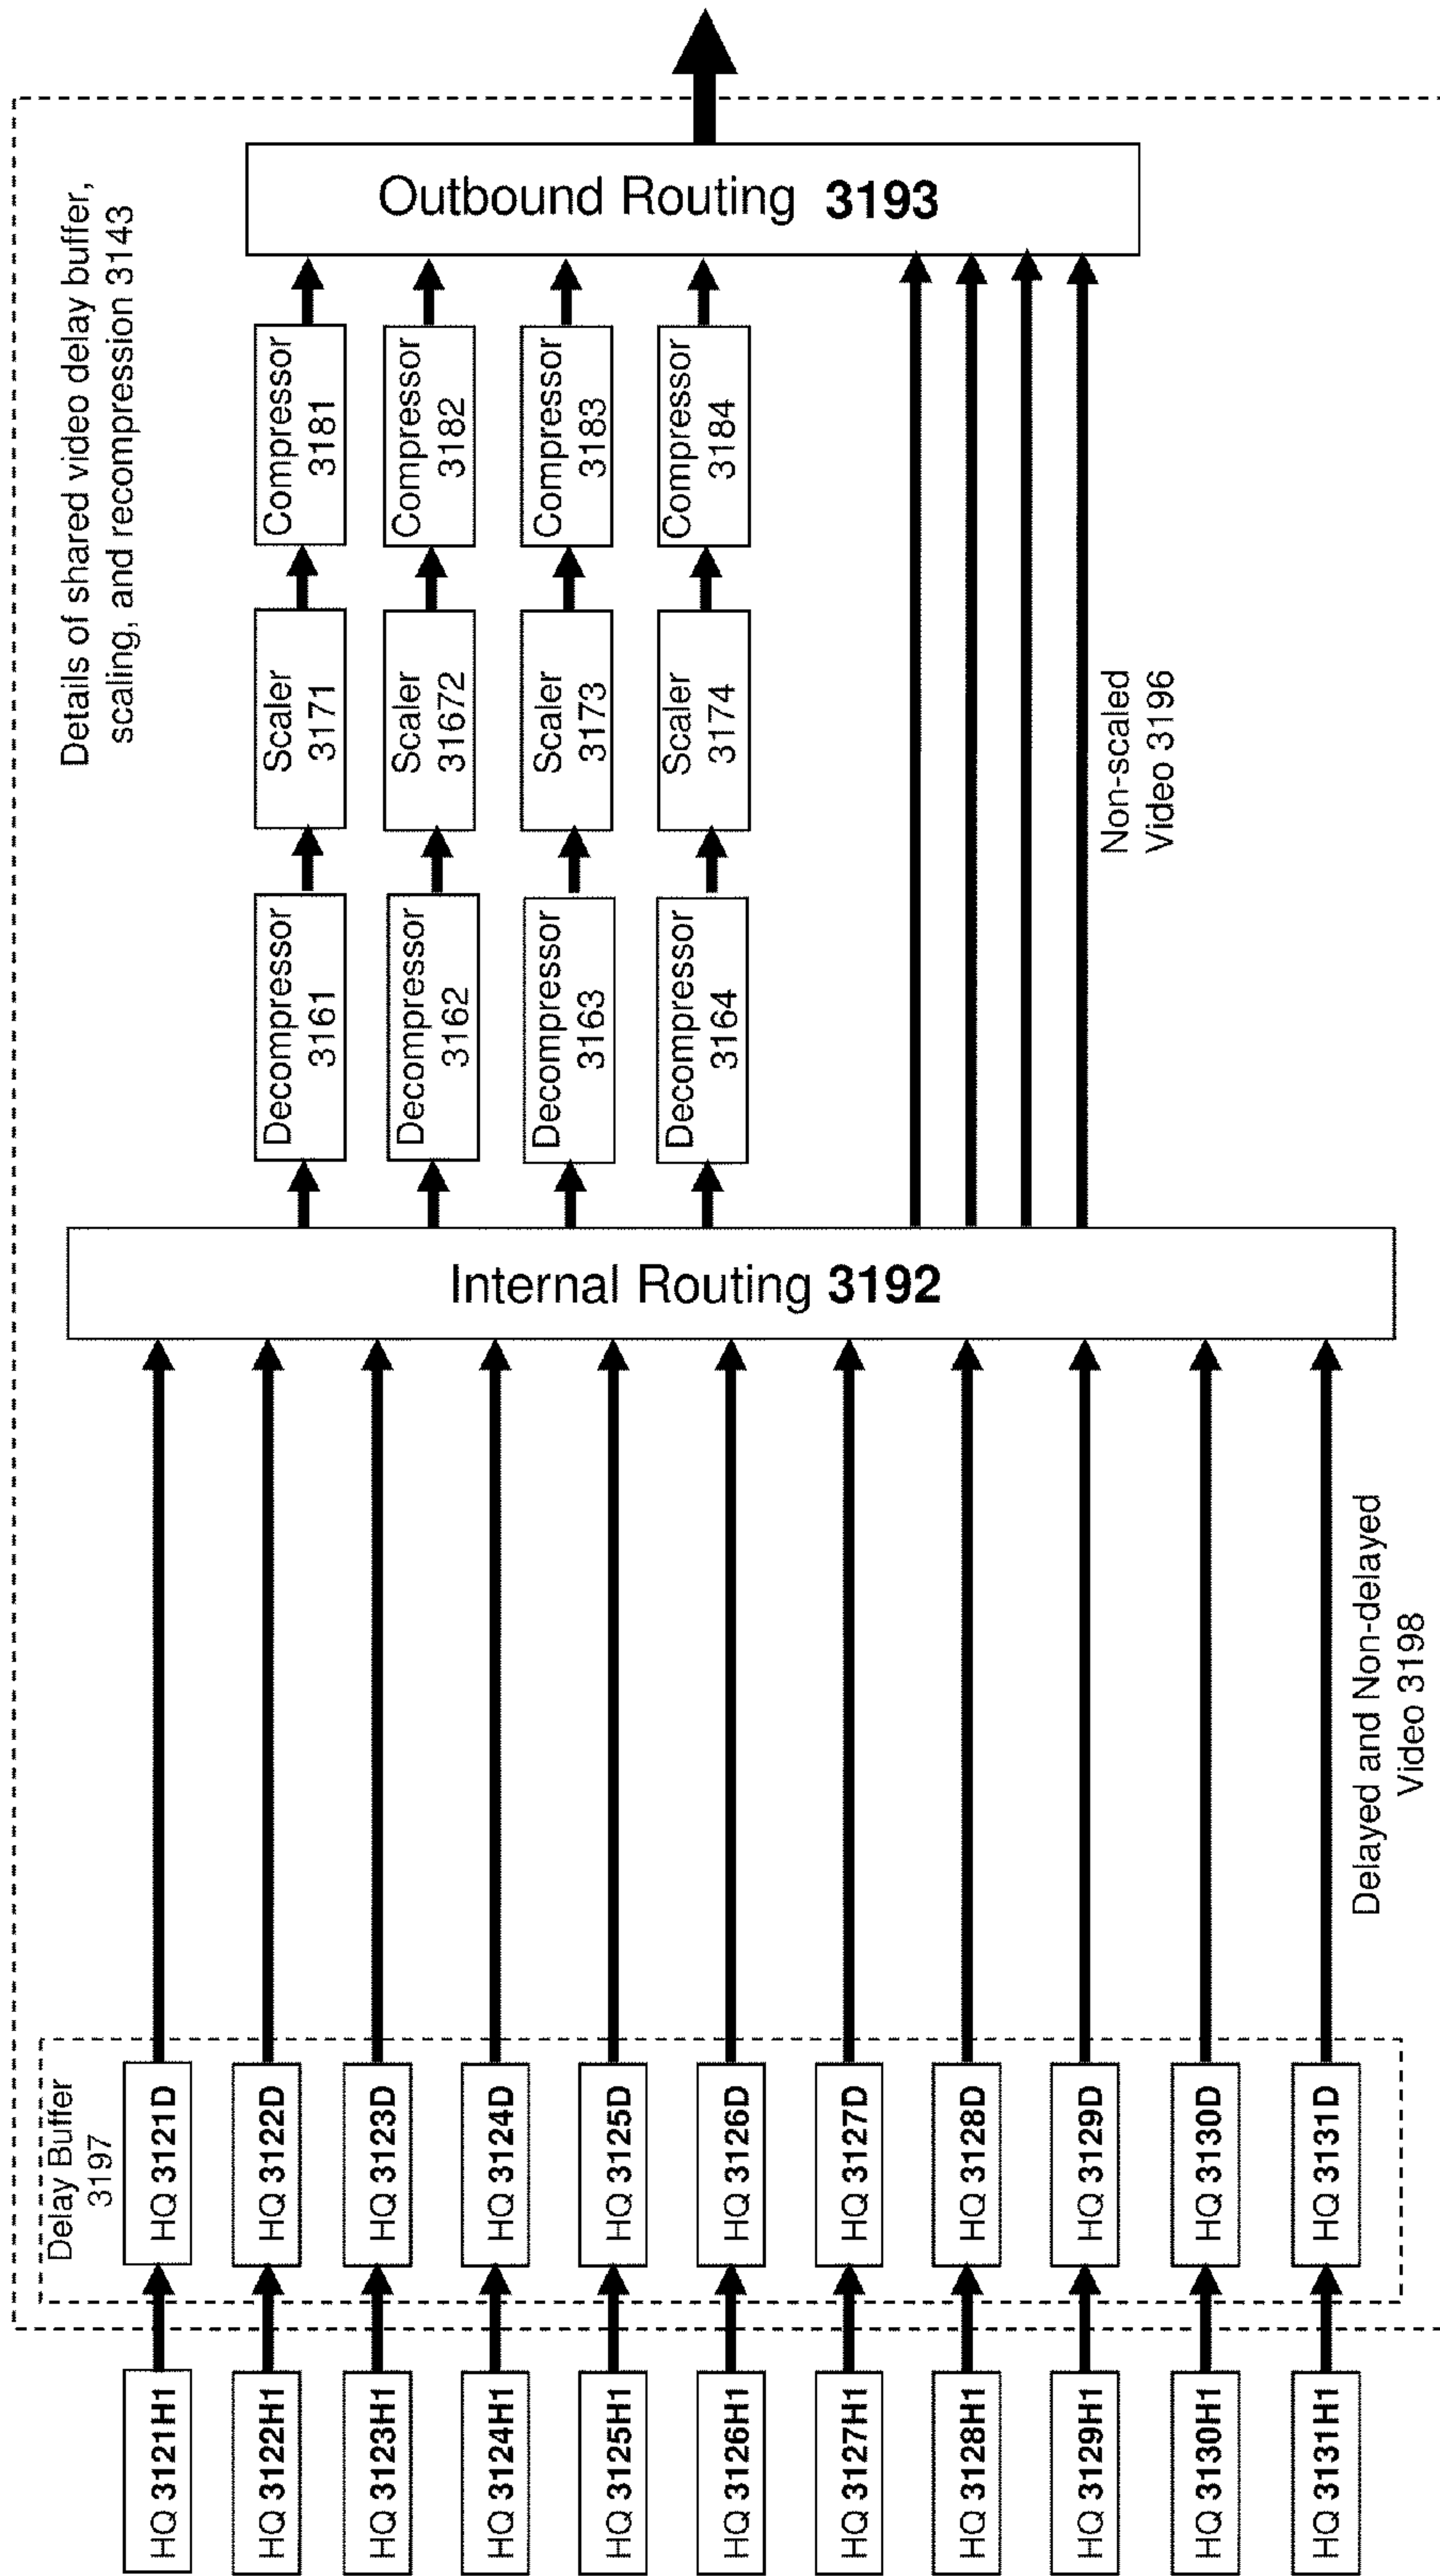 Details of shared video delay buffer,
scaling, and recompression 3143
HQ 3121H1
HQ 3122H1
HQ 3123H1
HQ 3124H1
HQ 3125H1
HQ 3126H1
HQ 3127H1
HQ 3128H1
HQ 3129H1
HQ 3130H1
HQ 3131H1
Delay Buffer
3197
HQ 3121D
HQ 3122D
HQ 3123D
HQ 3124D
HQ 3125D
HQ 3126D
HQ 3127D
HQ 3128D
HQ 3129D
HQ 3130D
HQ 3131D
Delayed and Non-delayed
Video 3198
Internal Routing 3192
Decompressor
3161
Decompressor
3162
Decompressor
3163
Decompressor
3164
Scaler
3171
Scaler
31672
Scaler
3173
Scaler
3174
Compressor
3181
Compressor
3182
Compressor
3183
Compressor
3184
Non-scaled
Video 3196
Outbound Routing 3193